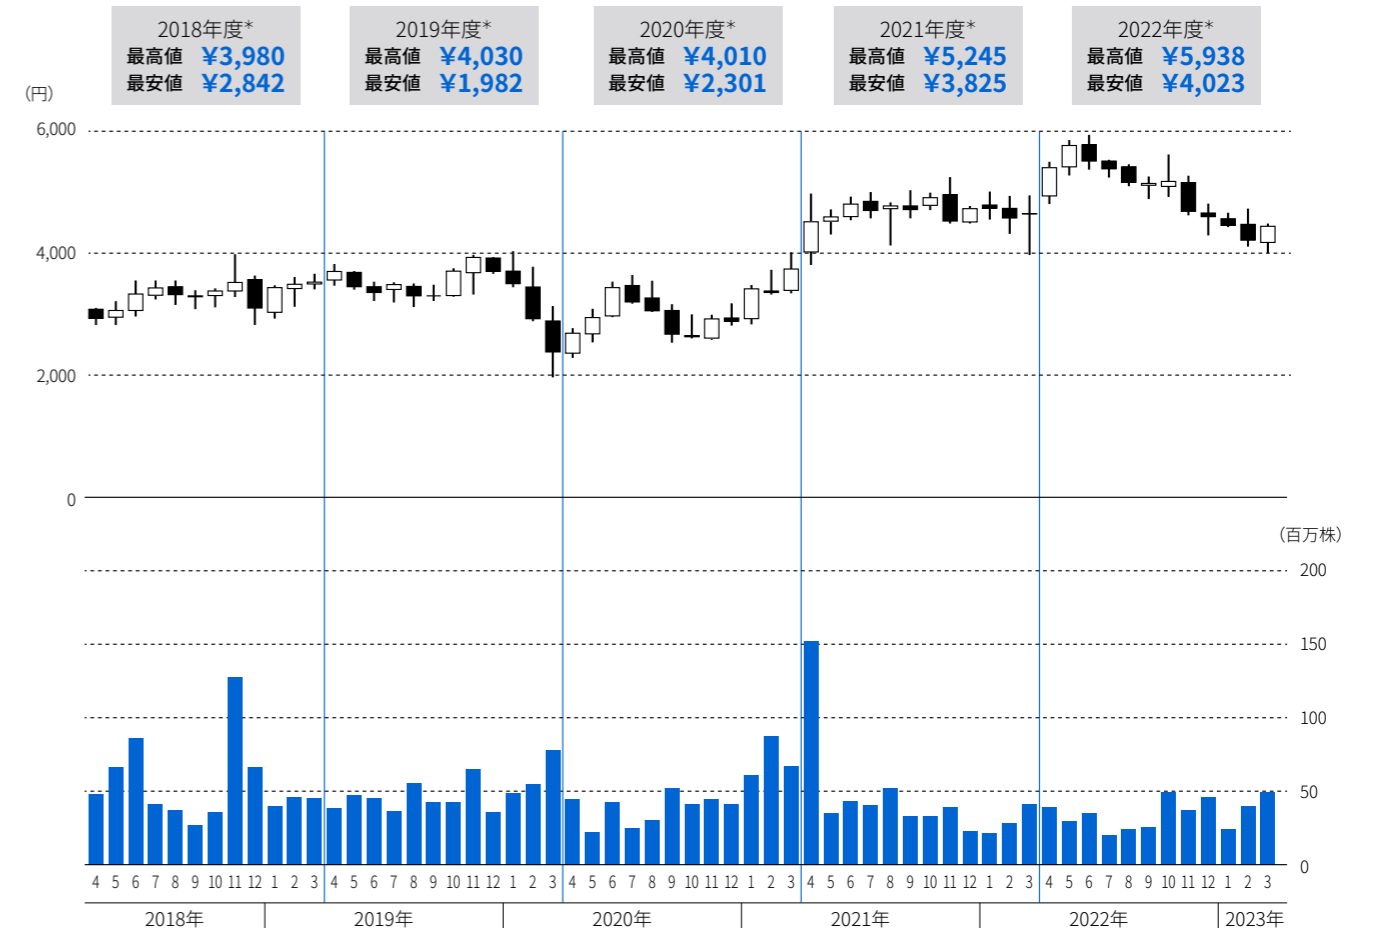 2018年度*
最高値 ¥3,980
最安値 ¥2,842
2019年度*
最高値 ¥4,030
最安値 ¥1,982
2020年度*
最高値 ¥4,010
最安値 ¥2,301
2021年度*
最高値 ¥5,245
最安値 ¥3,825
2022年度*
最高値 ¥5,938
最安値 ¥4,023
(円)
6,000
4,000
2,000
0
(百万株)
200
150
100
50
0
4 5 6 7 8 9 10 11 12 1 2 3 4 5 6 7 8 9 10 11 12 1 2 3 4 5 6 7 8 9 10 11 12 1 2 3 4 5 6 7 8 9 10 11 12 1 2 3 4 5 6 7 8 9 10 11 12 1 2 3
2018年 2019年 2020年 2021年 2022年 2023年